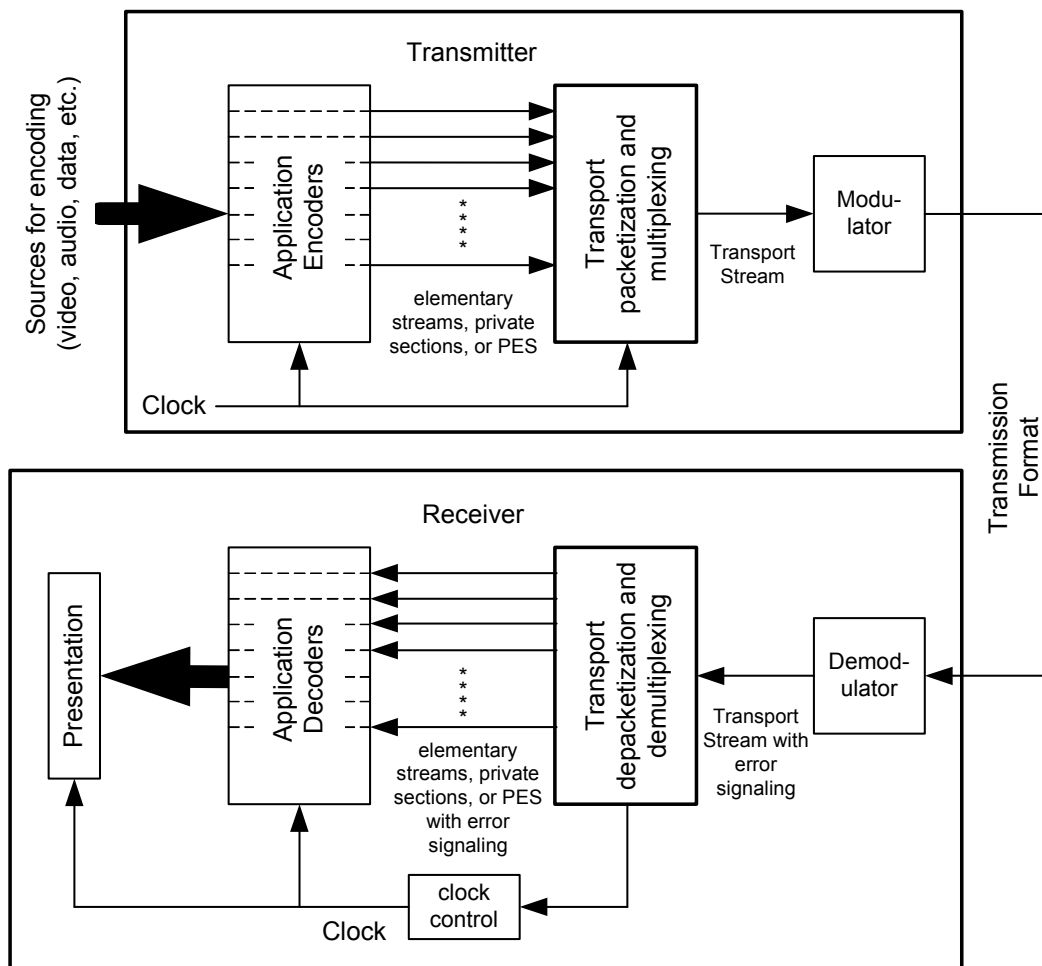 Transmitter
Sources for encoding
(video, audio, data, etc.)
Application
Encoders
* * * *
elementary
streams, private
sections, or PES
Transport
packetization and
multiplexing
Transport
Stream
Modu-
lator
Clock
Transmission
Format
Receiver
Presentation
Application
Decoders
* * * *
elementary
streams, private
sections, or PES
with error
signaling
Transport
depacketization and
demultiplexing
Transport
Stream with
error
signaling
Demod-
ulator
clock
control
Clock